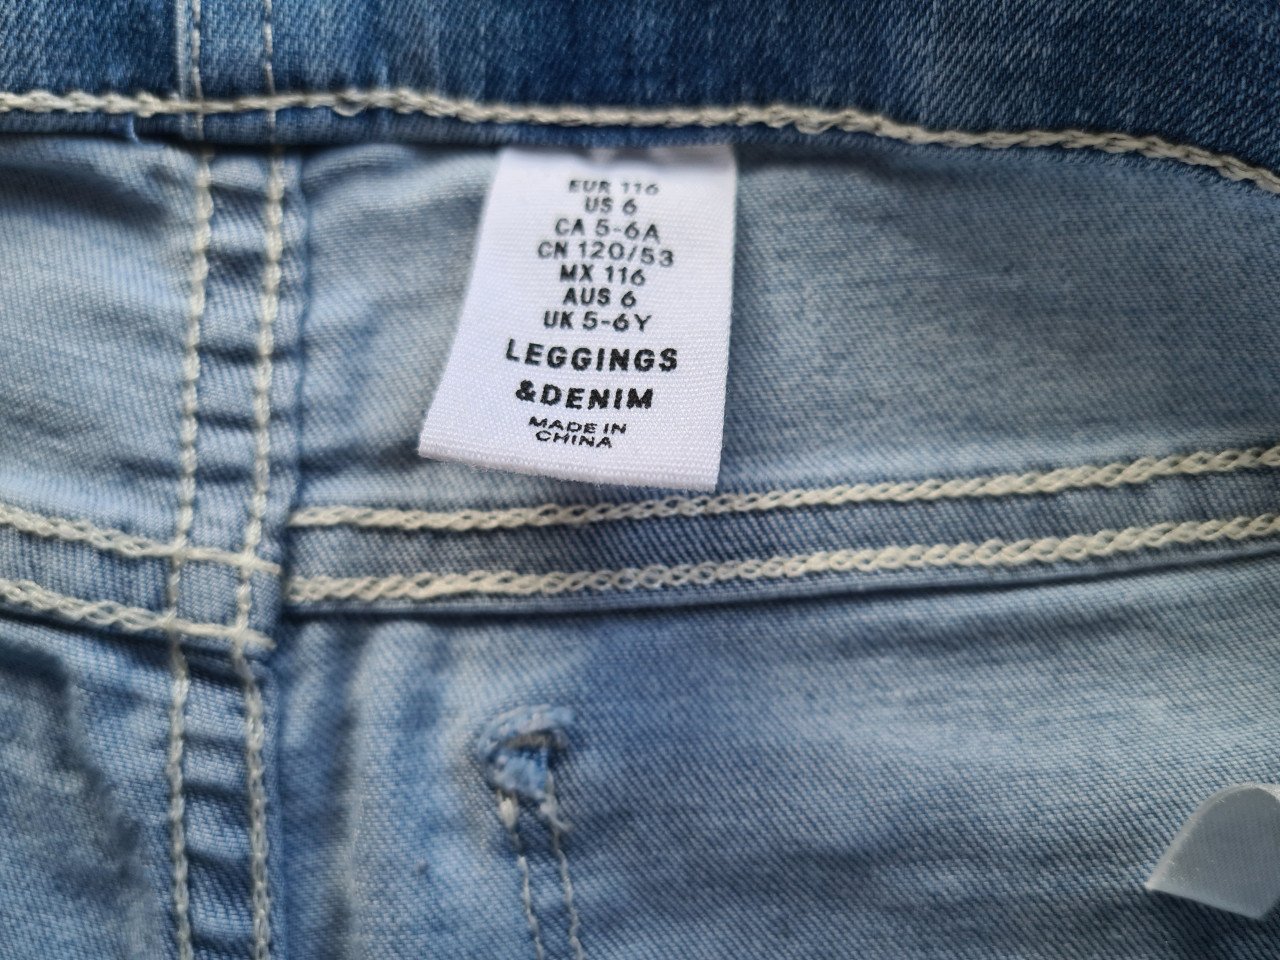 EUR 116
US 6
CA 5-6A
CN 120/53
MX 116
AUS 6
UK 5-6Y
LEGGINGS
&DENIM
MADE IN
CHINA